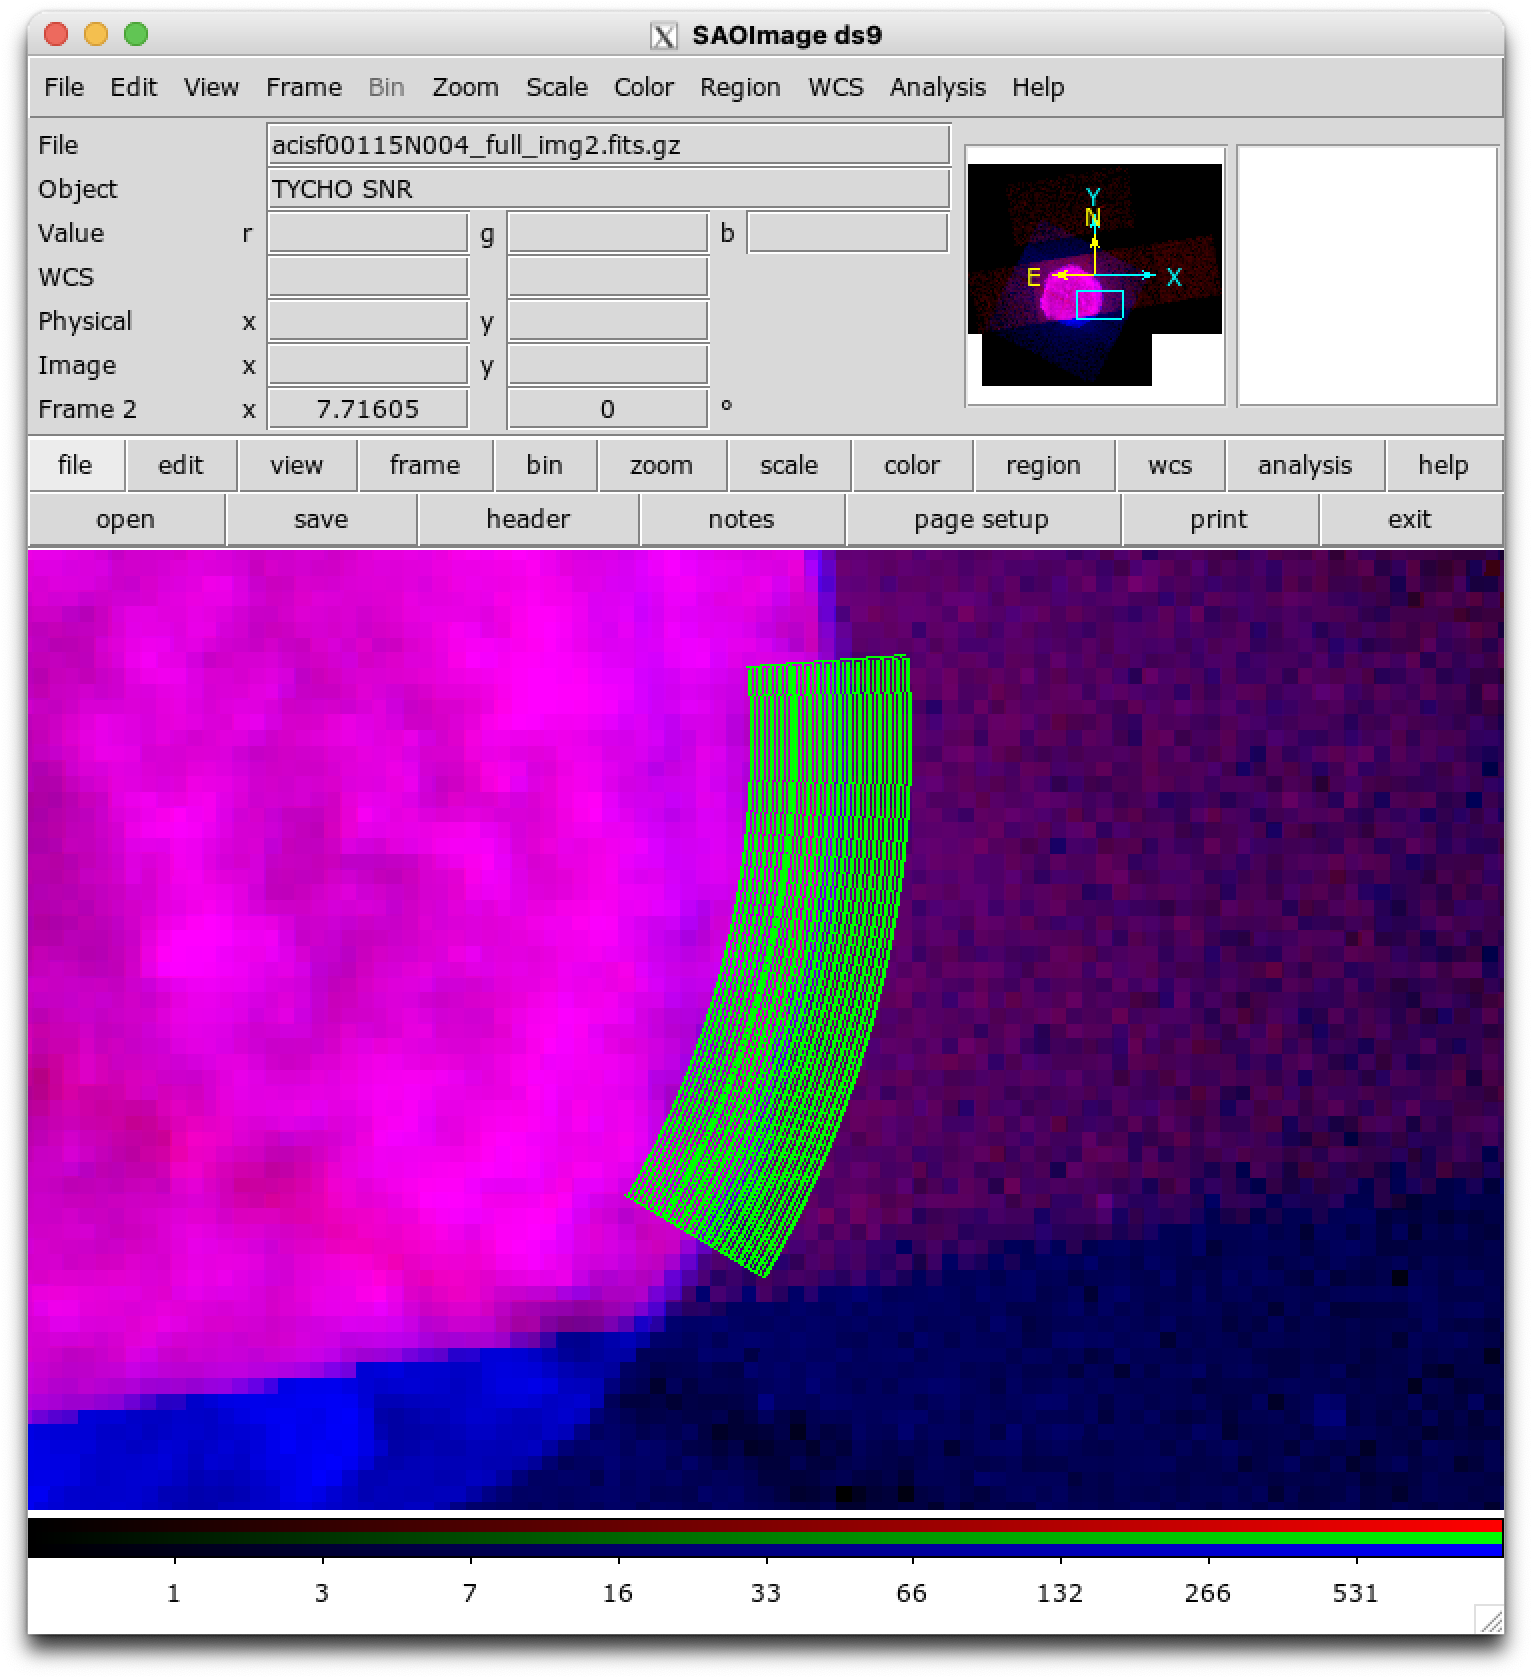 SAOImage ds9
File Edit View Frame Bin Zoom Scale Color Region WCS Analysis Help
File acisf00115N004_full_img2.fits.gz
Object TYCHO SNR
Value r g b
WCS
Physical x y
Image x y
Frame 2 x 7.71605 0 °
Y
N
E X
file edit view frame bin zoom scale color region wcs analysis help
open save header notes page setup print exit
1 3 7 16 33 66 132 266 531